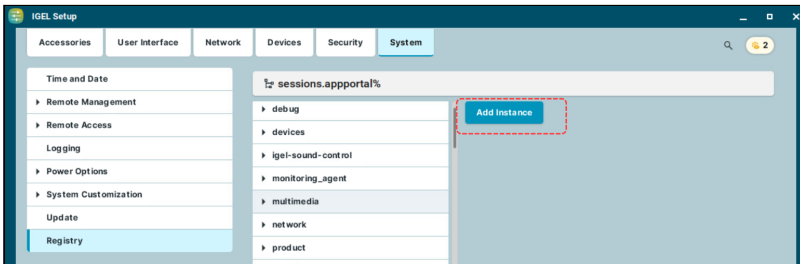 IGEL Setup
Accessories User Interface Network Devices Security System 2
Time and Date
Remote Management
Remote Access
Logging
Power Options
System Customization
Update
Registry
sessions.appportal%
debug
devices
igel-sound-control
monitoring_agent
multimedia
network
product
Add Instance